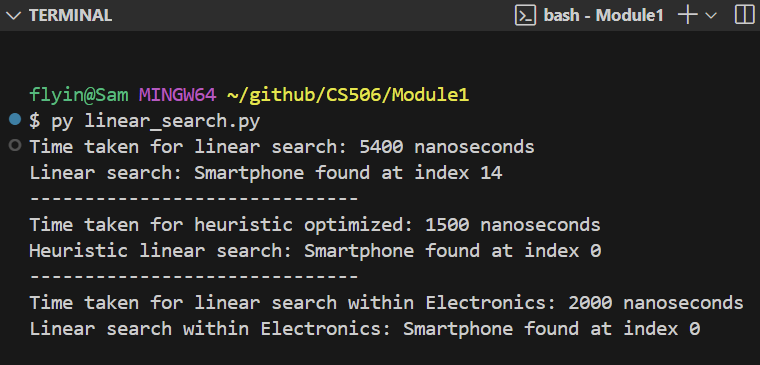 TERMINAL
bash - Module1
flyin@Sam MINGW64 ~/github/CS506/Module1
$ py linear_search.py
Time taken for linear search: 5400 nanoseconds
Linear search: Smartphone found at index 14
------------------------------
Time taken for heuristic optimized: 1500 nanoseconds
Heuristic linear search: Smartphone found at index 0
------------------------------
Time taken for linear search within Electronics: 2000 nanoseconds
Linear search within Electronics: Smartphone found at index 0